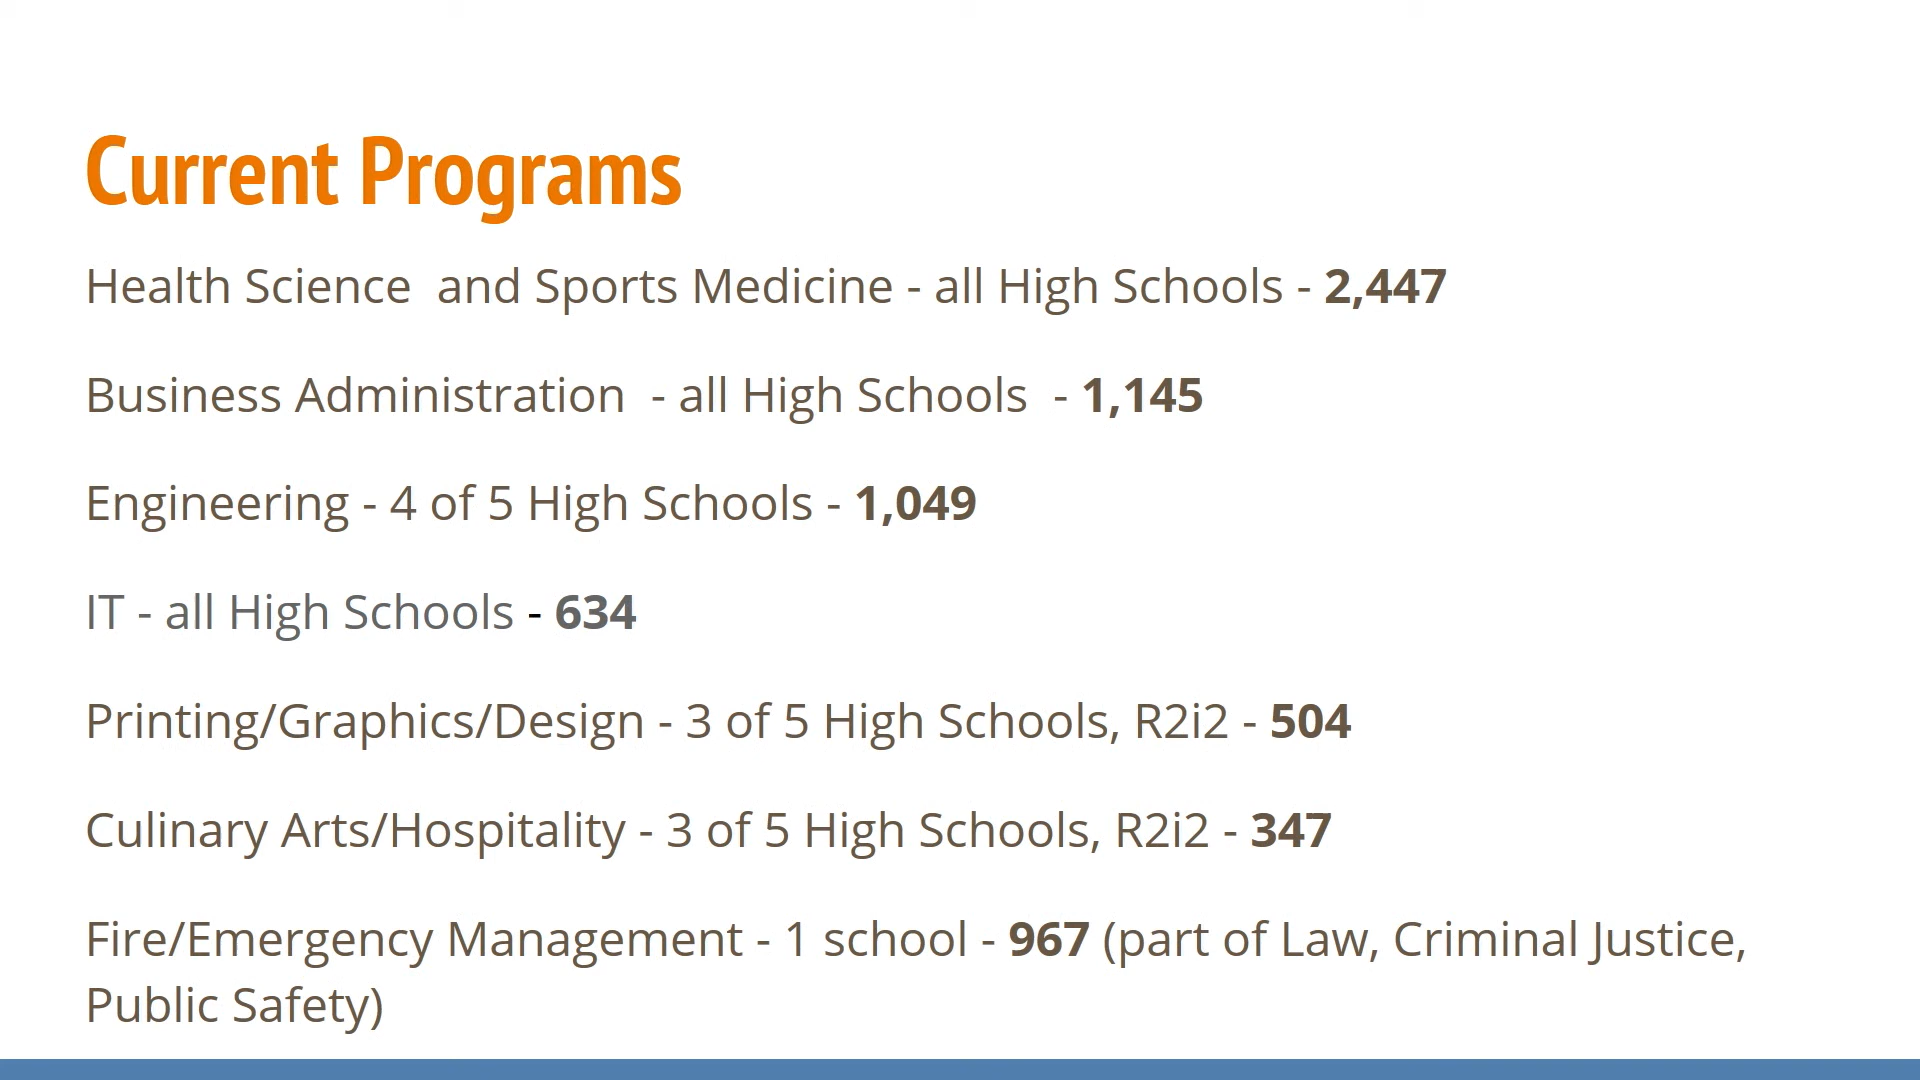 Current Programs
Health Science  and Sports Medicine - all High Schools - 2,447
Business Administration  - all High Schools  - 1,145
Engineering - 4 of 5 High Schools - 1,049
IT - all High Schools - 634
Printing/Graphics/Design - 3 of 5 High Schools, R2i2 - 504
Culinary Arts/Hospitality - 3 of 5 High Schools, R2i2 - 347
Fire/Emergency Management - 1 school - 967 (part of Law, Criminal Justice,
Public Safety)